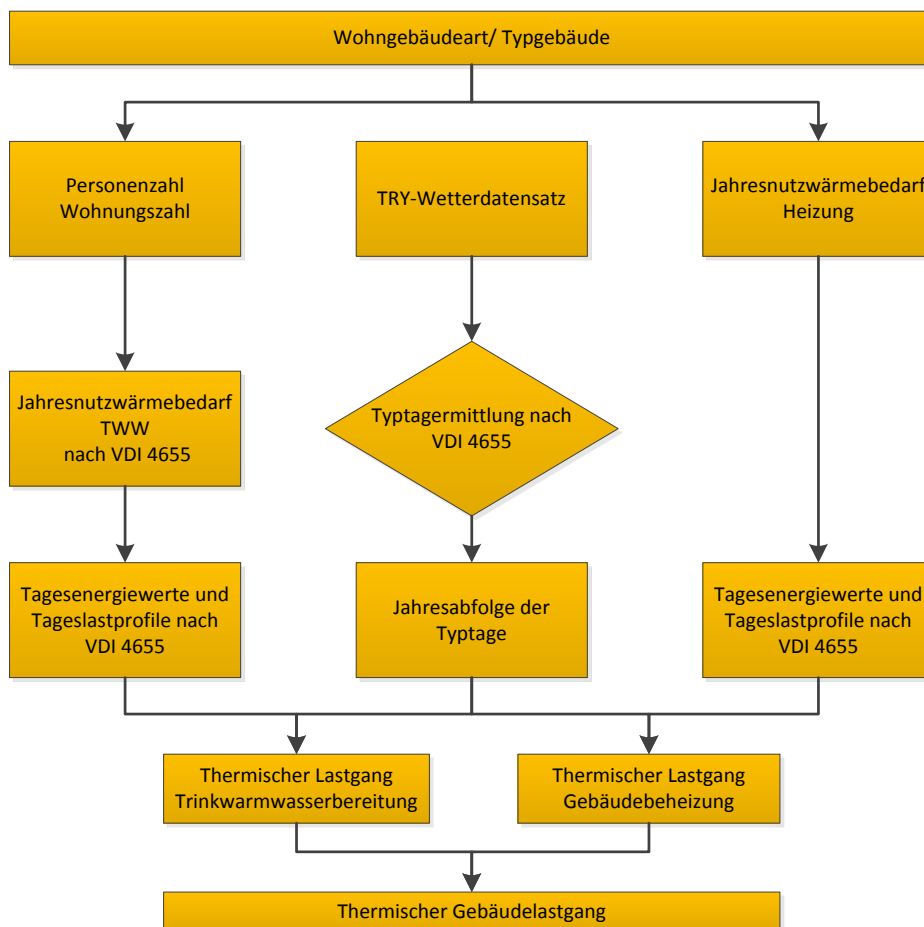 Wohngebäudeart/ Typgebäude
Personenzahl
Wohnungszahl
TRY-Wetterdatensatz
Jahresnutzwärmebedarf
Heizung
Jahresnutzwärmebedarf
TWW
nach VDI 4655
Typtagermittlung nach
VDI 4655
Tagesenergiewerte und
Tageslastprofile nach
VDI 4655
Jahresabfolge der
Typtage
Tagesenergiewerte und
Tageslastprofile nach
VDI 4655
Thermischer Lastgang
Trinkwarmwasserbereitung
Thermischer Lastgang
Gebäudebeheizung
Thermischer Gebäudelastgang